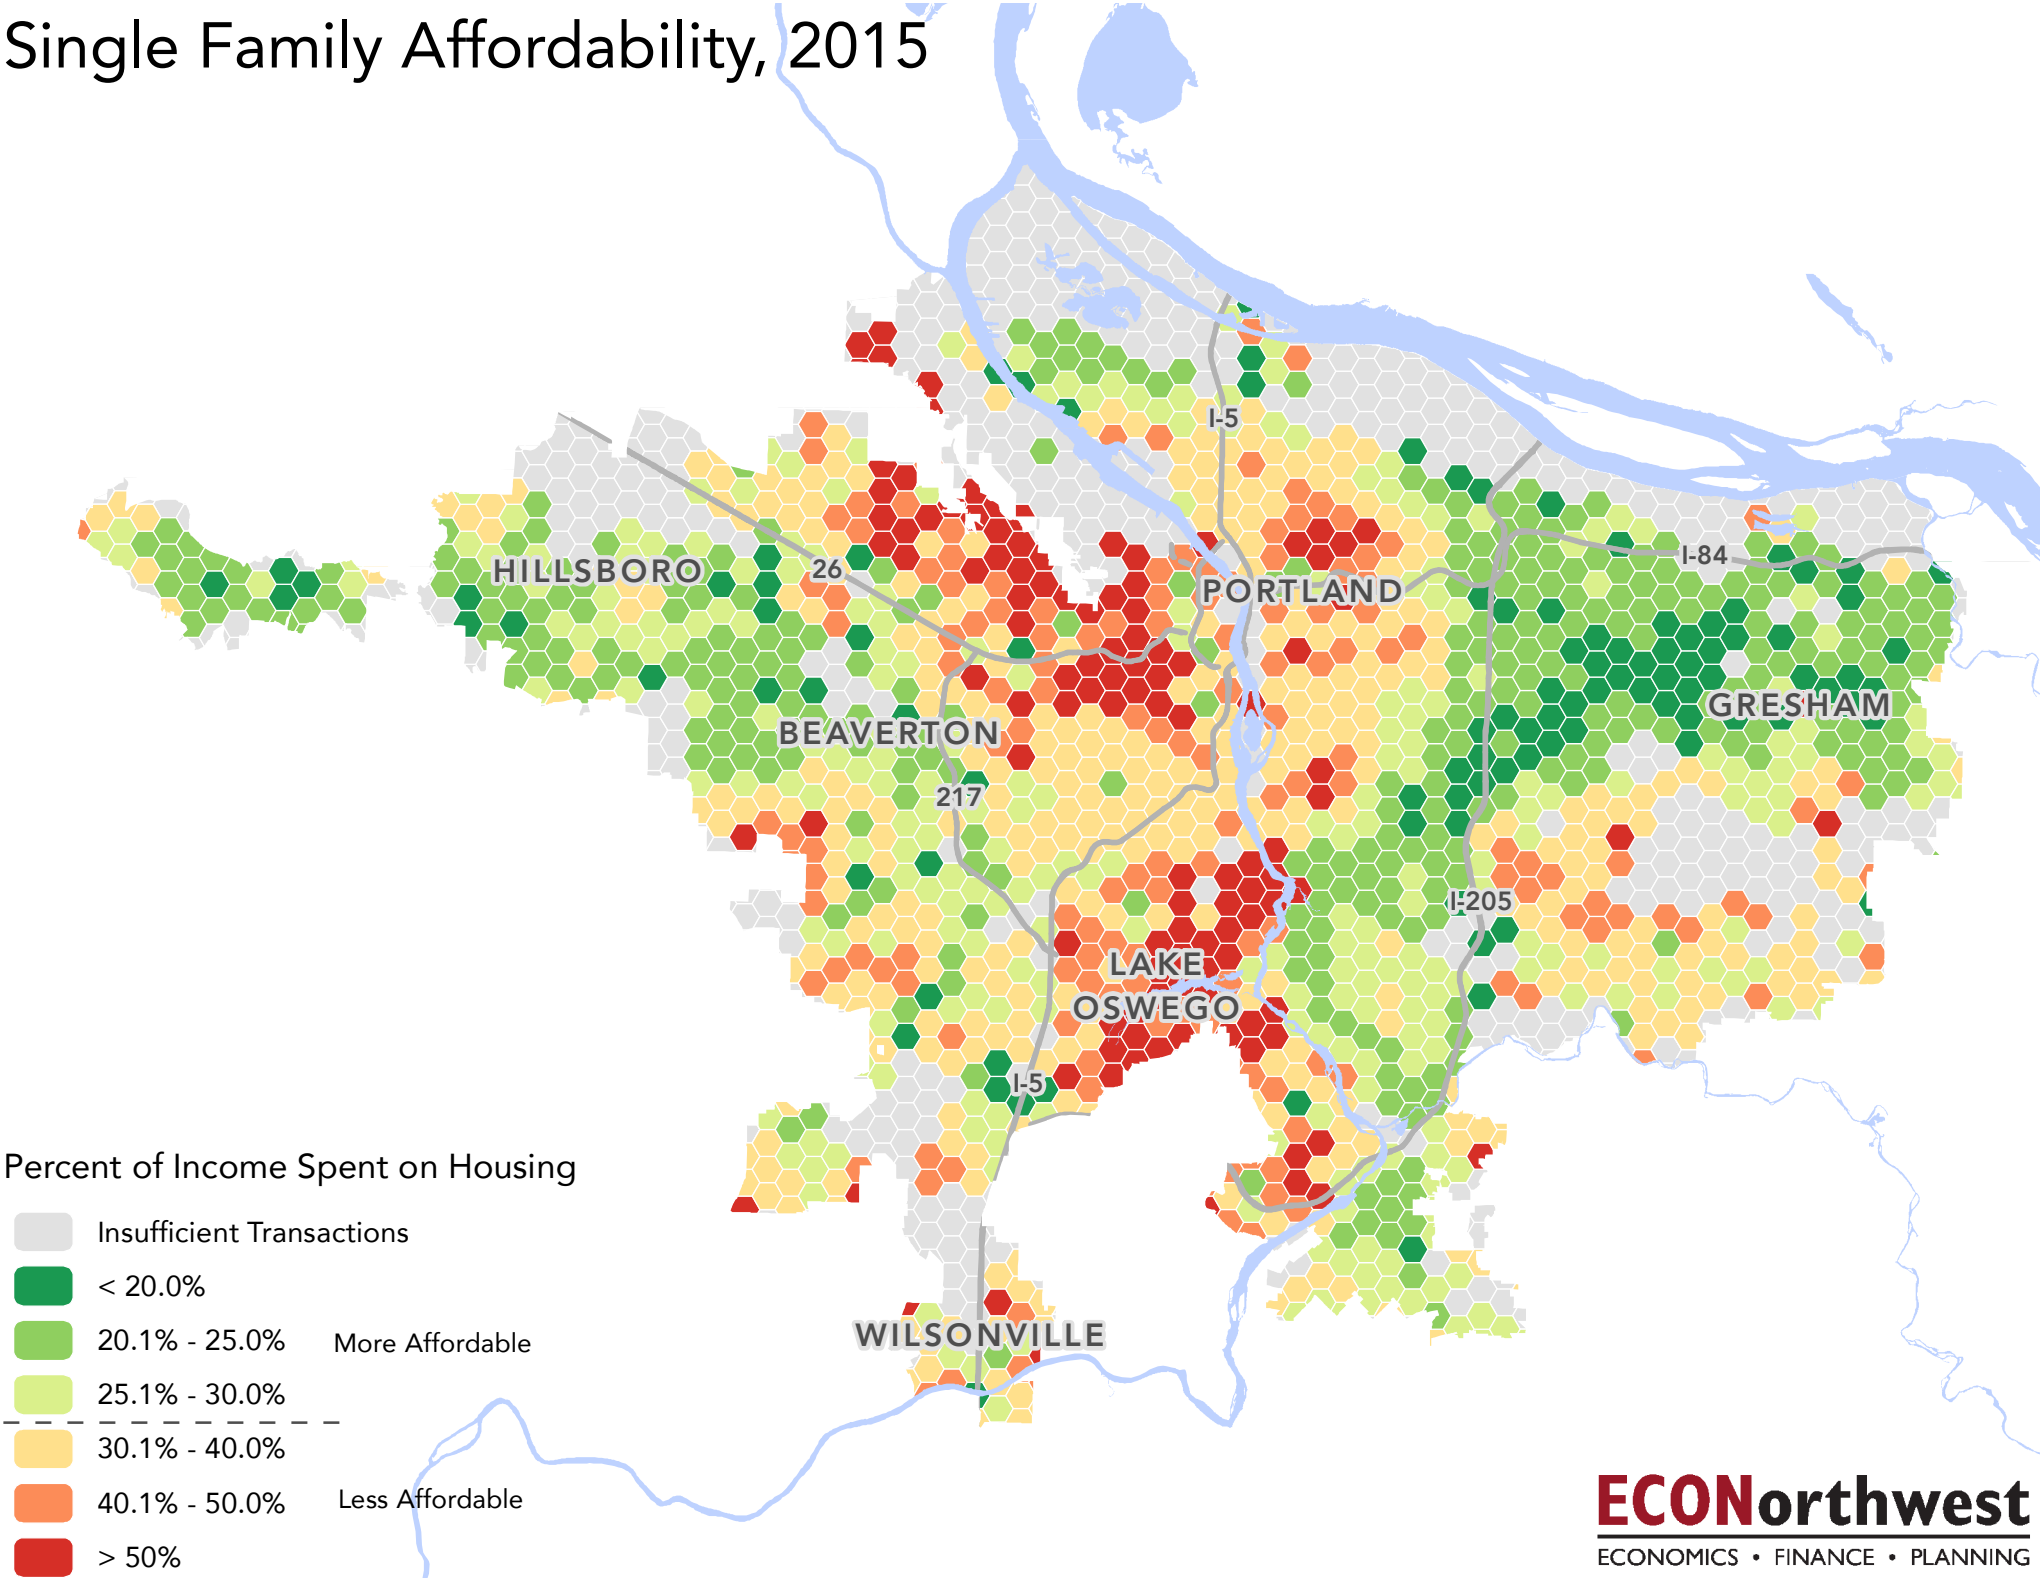 Single Family Affordability, 2015
I-5
HILLSBORO
26
PORTLAND
I-84
BEAVERTON
GRESHAM
217
I-205
LAKE
OSWEGO
I-5
WILSONVILLE
Percent of Income Spent on Housing
Insufficient Transactions
< 20.0%
20.1% - 25.0% More Affordable
25.1% - 30.0%
30.1% - 40.0%
40.1% - 50.0% Less Affordable
> 50%
ECONorthwest
ECONOMICS • FINANCE • PLANNING